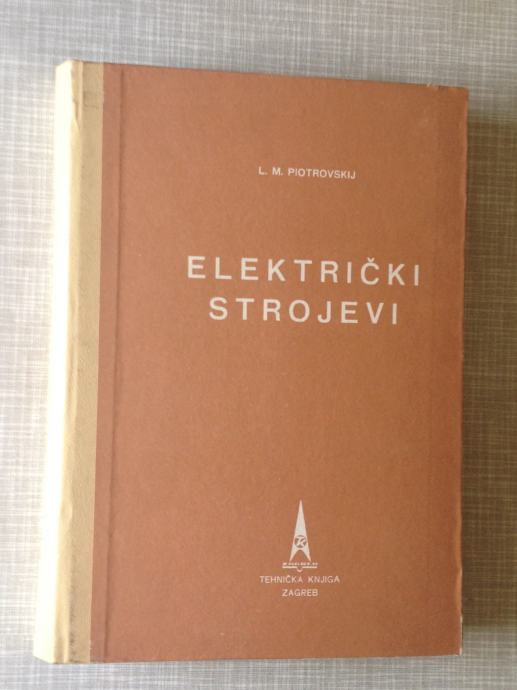 L. M. PIOTROVSKIJ
ELEKTRIČKI
STROJEVI
TEHNIČKA KNJIGA
ZAGREB